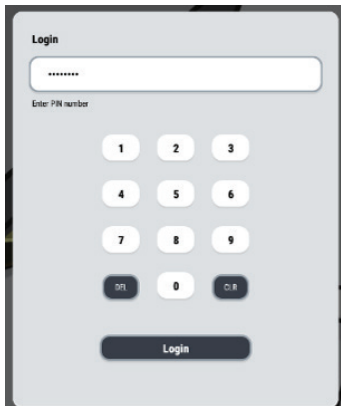 Login
••••••••
Enter PIN number
1 2 3
4 5 6
7 8 9
DEL 0 CLR
Login